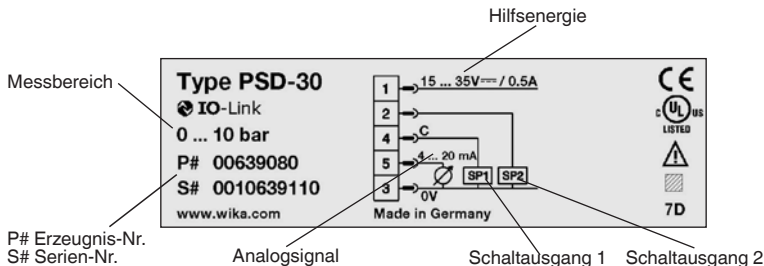 Hilfsenergie
Messbereich
Type PSD-30
IO-Link
0 ... 10 bar
P# 00639080
S# 0010639110
www.wika.com
1
15 ... 35V⎓ / 0.5A
2
4
C
5
4 ... 20 mA
SP1
SP2
3
0V
Made in Germany
CE
c UL US
LISTED
7D
P# Erzeugnis-Nr.
S# Serien-Nr.
Analogsignal
Schaltausgang 1
Schaltausgang 2